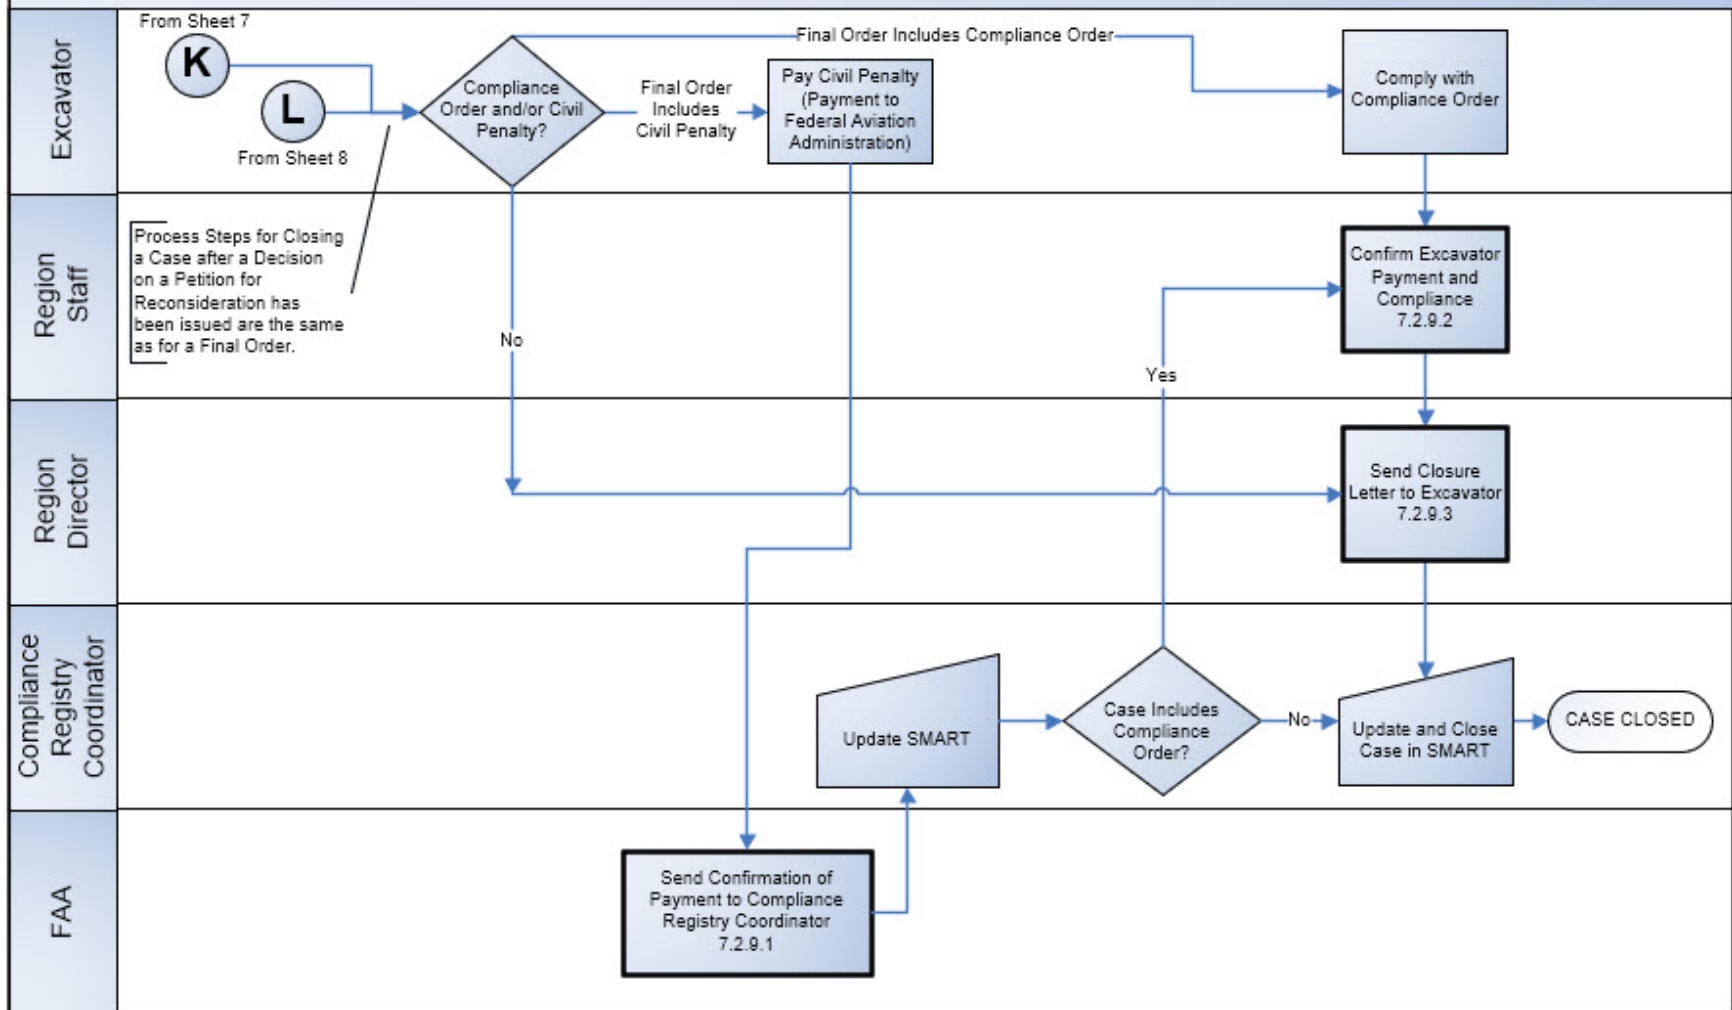 From Sheet 7
K
L
From Sheet 8
Compliance
Order and/or Civil
Penalty?
Final Order
Includes
Civil Penalty
Final Order Includes Compliance Order
Pay Civil Penalty
(Payment to
Federal Aviation
Administration)
Comply with
Compliance Order
Excavator
Region
Staff
Process Steps for Closing
a Case after a Decision
on a Petition for
Reconsideration has
been issued are the same
as for a Final Order.
No
Yes
Confirm Excavator
Payment and
Compliance
7.2.9.2
Region
Director
Send Closure
Letter to Excavator
7.2.9.3
Compliance
Registry
Coordinator
Update SMART
Case Includes
Compliance
Order?
No
Update and Close
Case in SMART
CASE CLOSED
FAA
Send Confirmation of
Payment to Compliance
Registry Coordinator
7.2.9.1